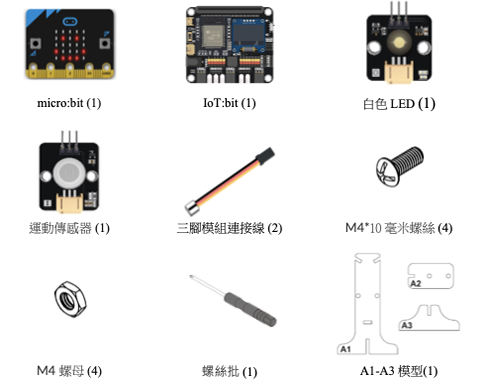 micro:bit (1)
IoT:bit (1)
白色 LED (1)
運動傳感器 (1)
三腳模組連接線 (2)
M4*10 毫米螺絲 (4)
A1
A2
A3
M4 螺母 (4)
螺絲批 (1)
A1-A3 模型(1)